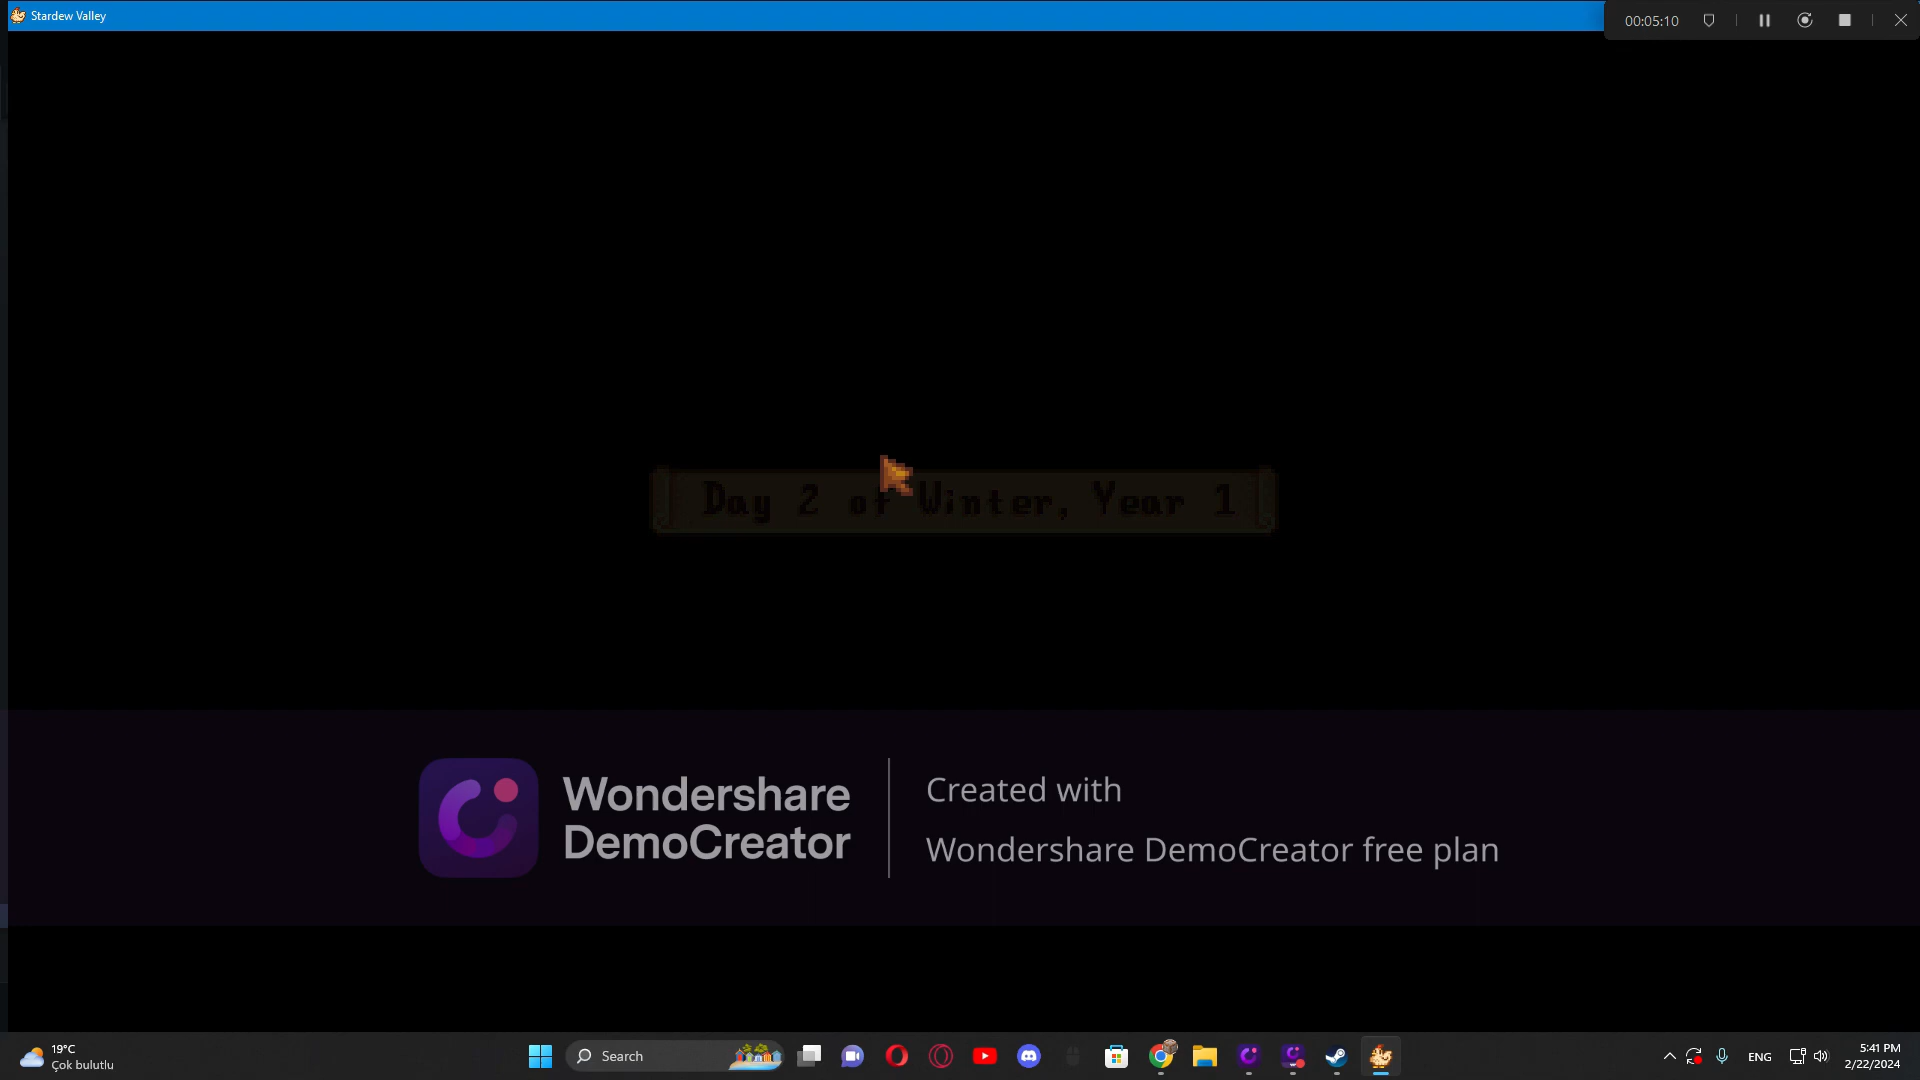 Stardew Valley
00:05:10
Day 2 of Winter, Year 1
Wondershare
DemoCreator
Created with
Wondershare DemoCreator free plan
19°C
Çok bulutlu
Search
ENG
5:41 PM
2/22/2024